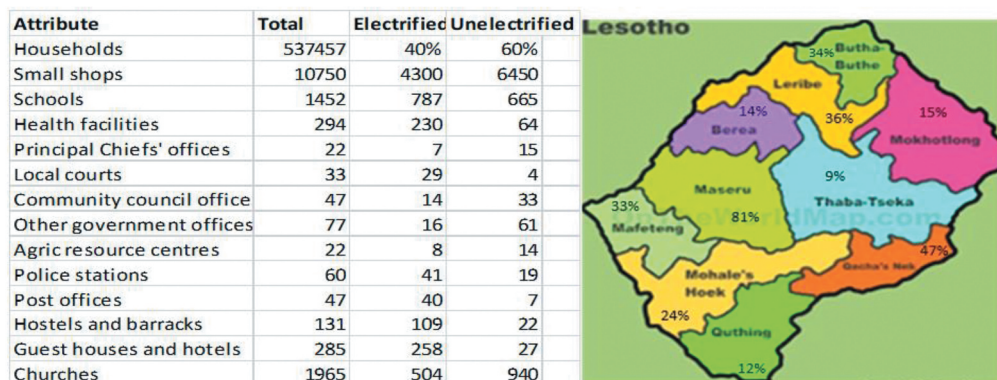 Attribute Total Electrified Unelectrified
Households 537457 40% 60%
Small shops 10750 4300 6450
Schools 1452 787 665
Health facilities 294 230 64
Principal Chiefs' offices 22 7 15
Local courts 33 29 4
Community council office 47 14 33
Other government offices 77 16 61
Agric resource centres 22 8 14
Police stations 60 41 19
Post offices 47 40 7
Hostels and barracks 131 109 22
Guest houses and hotels 285 258 27
Churches 1965 504 940
Lesotho
34% Butha-
Buthe
Leribe
36%
15%
Mokhotlong
14%
Berea
9%
Thaba-Tseka
Maseru
81%
33%
Mafeteng
47%
Qacha's Nek
Mohale's
Hoek
24%
Quthing
12%
OnTheWorldMap.com